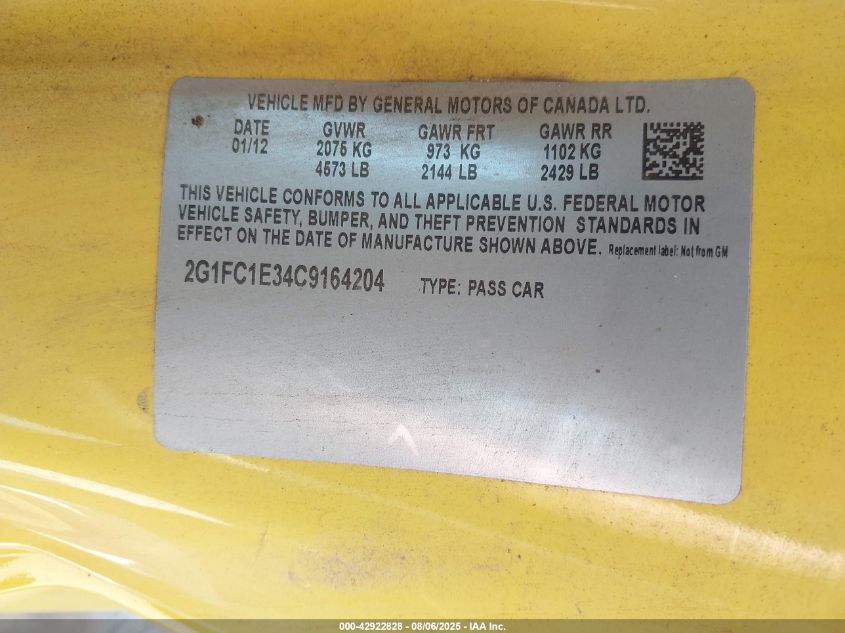 VEHICLE MFD BY GENERAL MOTORS OF CANADA LTD.
DATE GVWR GAWR FRT GAWR RR
01/12 2075 KG 973 KG 1102 KG
4573 LB 2144 LB 2429 LB
THIS VEHICLE CONFORMS TO ALL APPLICABLE U.S. FEDERAL MOTOR
VEHICLE SAFETY, BUMPER, AND THEFT PREVENTION STANDARDS IN
EFFECT ON THE DATE OF MANUFACTURE SHOWN ABOVE. Replacement label: Not from GM
2G1FC1E34C9164204 TYPE: PASS CAR
000-42922828 - 08/06/2025 - IAA Inc.